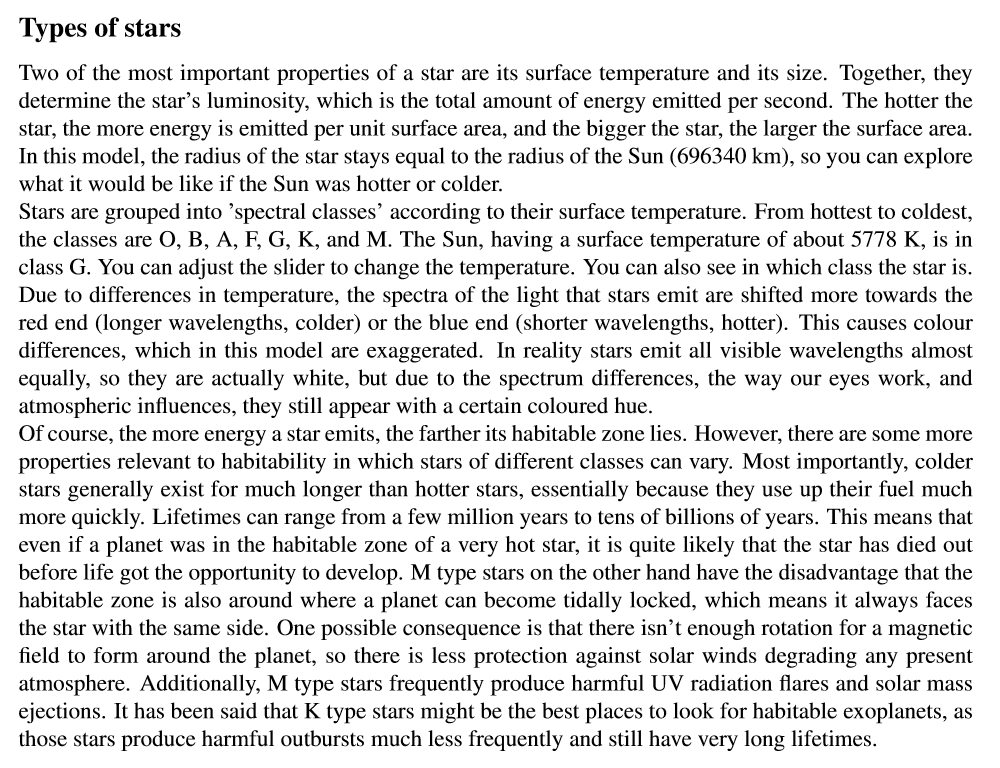 Types of stars
Two of the most important properties of a star are its surface temperature and its size. Together, they
determine the star's luminosity, which is the total amount of energy emitted per second. The hotter the
star, the more energy is emitted per unit surface area, and the bigger the star, the larger the surface area.
In this model, the radius of the star stays equal to the radius of the Sun (696340 km), so you can explore
what it would be like if the Sun was hotter or colder.
Stars are grouped into 'spectral classes' according to their surface temperature. From hottest to coldest,
the classes are O, B, A, F, G, K, and M. The Sun, having a surface temperature of about 5778 K, is in
class G. You can adjust the slider to change the temperature. You can also see in which class the star is.
Due to differences in temperature, the spectra of the light that stars emit are shifted more towards the
red end (longer wavelengths, colder) or the blue end (shorter wavelengths, hotter). This causes colour
differences, which in this model are exaggerated. In reality stars emit all visible wavelengths almost
equally, so they are actually white, but due to the spectrum differences, the way our eyes work, and
atmospheric influences, they still appear with a certain coloured hue.
Of course, the more energy a star emits, the farther its habitable zone lies. However, there are some more
properties relevant to habitability in which stars of different classes can vary. Most importantly, colder
stars generally exist for much longer than hotter stars, essentially because they use up their fuel much
more quickly. Lifetimes can range from a few million years to tens of billions of years. This means that
even if a planet was in the habitable zone of a very hot star, it is quite likely that the star has died out
before life got the opportunity to develop. M type stars on the other hand have the disadvantage that the
habitable zone is also around where a planet can become tidally locked, which means it always faces
the star with the same side. One possible consequence is that there isn't enough rotation for a magnetic
field to form around the planet, so there is less protection against solar winds degrading any present
atmosphere. Additionally, M type stars frequently produce harmful UV radiation flares and solar mass
ejections. It has been said that K type stars might be the best places to look for habitable exoplanets, as
those stars produce harmful outbursts much less frequently and still have very long lifetimes.